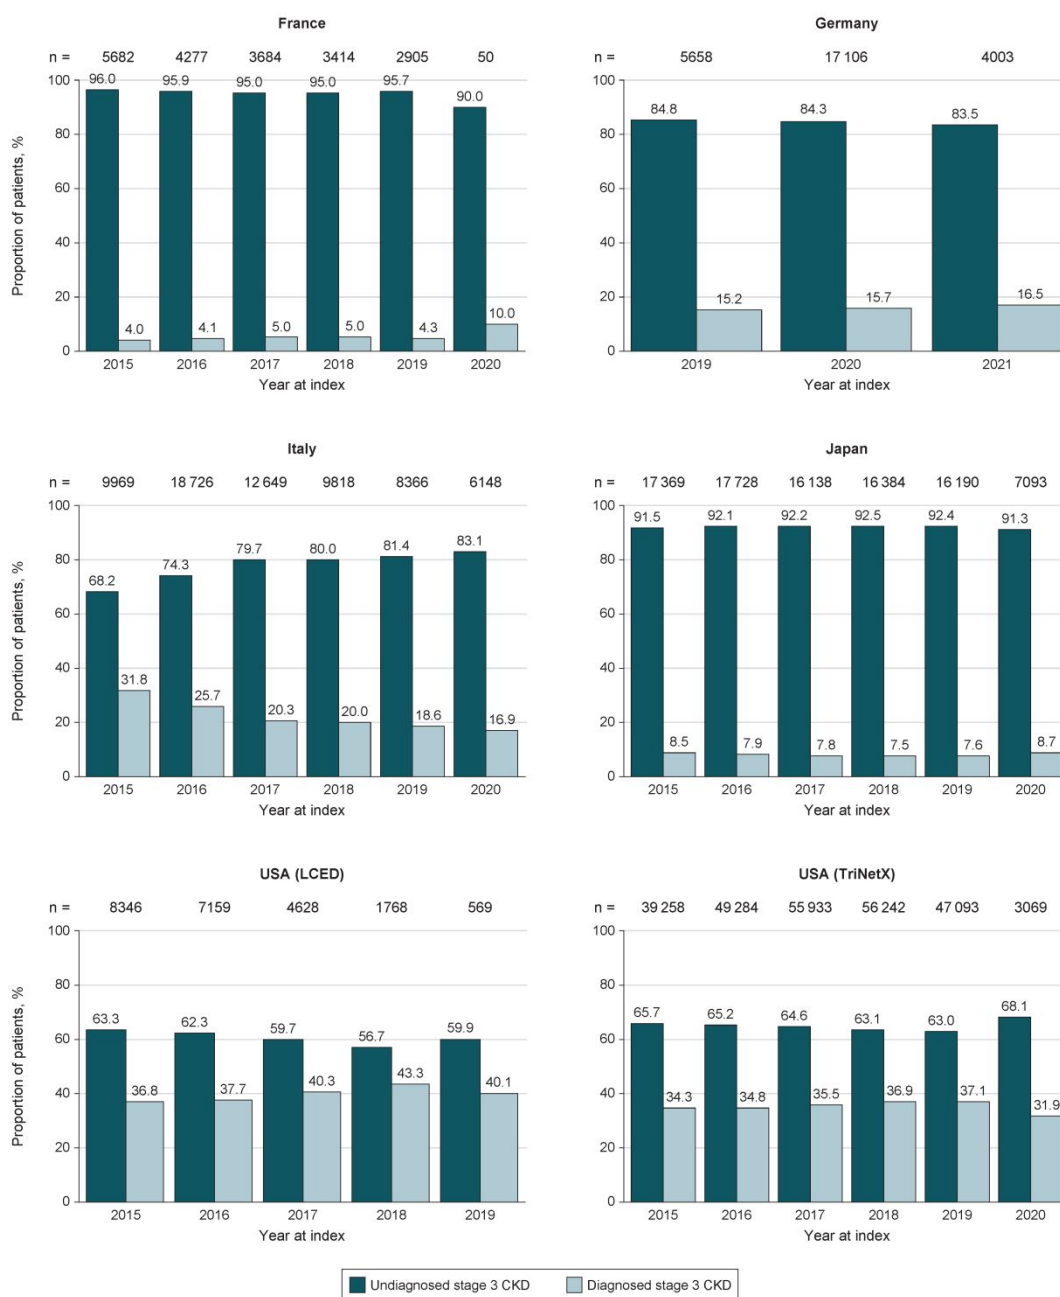 France
n = 5682 4277 3684 3414 2905 50
Proportion of patients, %
100
80
60
40
20
0
96.0 95.9 95.0 95.0 95.7 90.0
4.0 4.1 5.0 5.0 4.3 10.0
2015 2016 2017 2018 2019 2020
Year at index
Germany
n = 5658 17 106 4003
100
80
60
40
20
0
84.8 84.3 83.5
15.2 15.7 16.5
2019 2020 2021
Year at index
Italy
n = 9969 18 726 12 649 9818 8366 6148
Proportion of patients, %
100
80
60
40
20
0
68.2 74.3 79.7 80.0 81.4 83.1
31.8 25.7 20.3 20.0 18.6 16.9
2015 2016 2017 2018 2019 2020
Year at index
Japan
n = 17 369 17 728 16 138 16 384 16 190 7093
100
80
60
40
20
0
91.5 92.1 92.2 92.5 92.4 91.3
8.5 7.9 7.8 7.5 7.6 8.7
2015 2016 2017 2018 2019 2020
Year at index
USA (LCED)
n = 8346 7159 4628 1768 569
Proportion of patients, %
100
80
60
40
20
0
63.3 62.3 59.7 56.7 59.9
36.8 37.7 40.3 43.3 40.1
2015 2016 2017 2018 2019
Year at index
USA (TriNetX)
n = 39 258 49 284 55 933 56 242 47 093 3069
100
80
60
40
20
0
65.7 65.2 64.6 63.1 63.0 68.1
34.3 34.8 35.5 36.9 37.1 31.9
2015 2016 2017 2018 2019 2020
Year at index
Undiagnosed stage 3 CKD Diagnosed stage 3 CKD